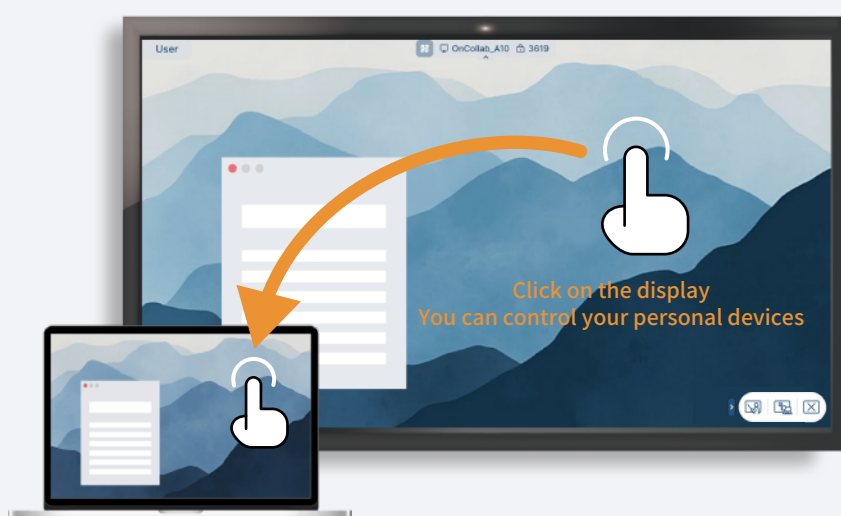 User
OnCollab_A10 3619
Click on the display
You can control your personal devices